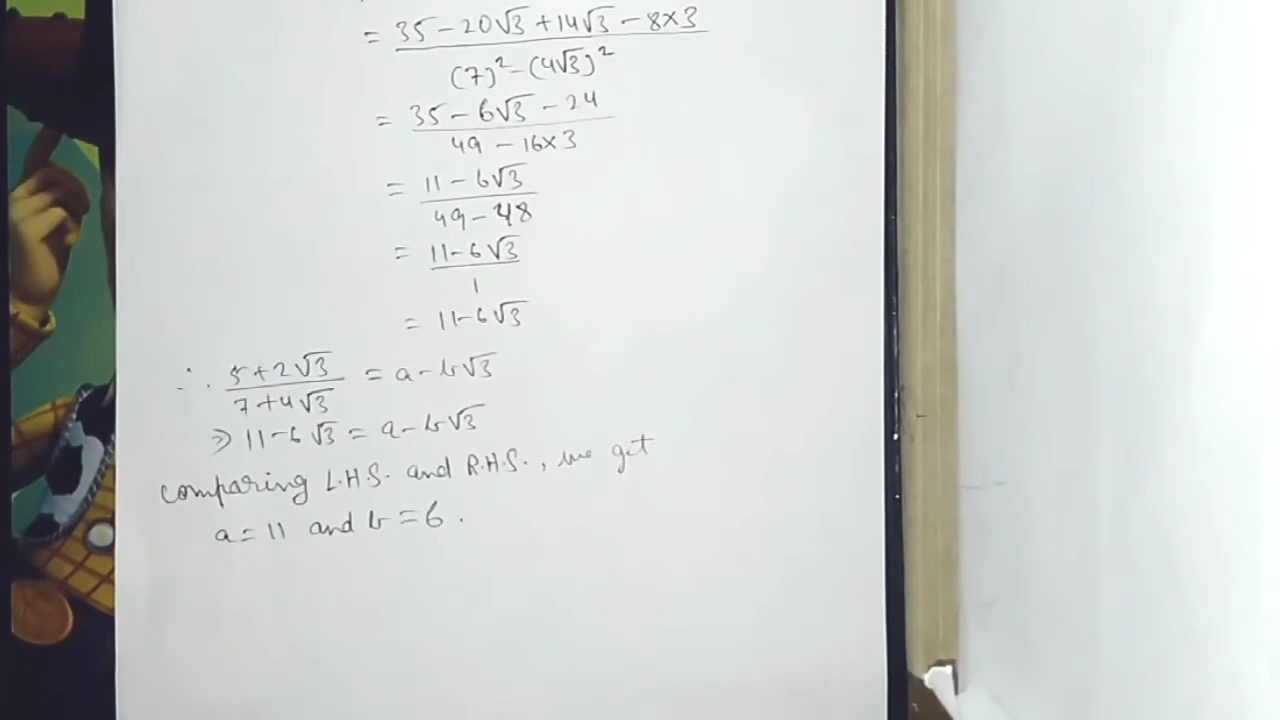 = 35 - 20√3 + 14√3 - 8×3 / (7)² - (4√3)²
= 35 - 6√3 - 24 / 49 - 16×3
= 11 - 6√3 / 49 - 48
= 11 - 6√3 / 1
= 11 - 6√3
∴ 5+2√3 / 7+4√3 = a - b√3
⇒ 11 - 6√3 = a - b√3
comparing L.H.S. and R.H.S., we get
a = 11 and b = 6.